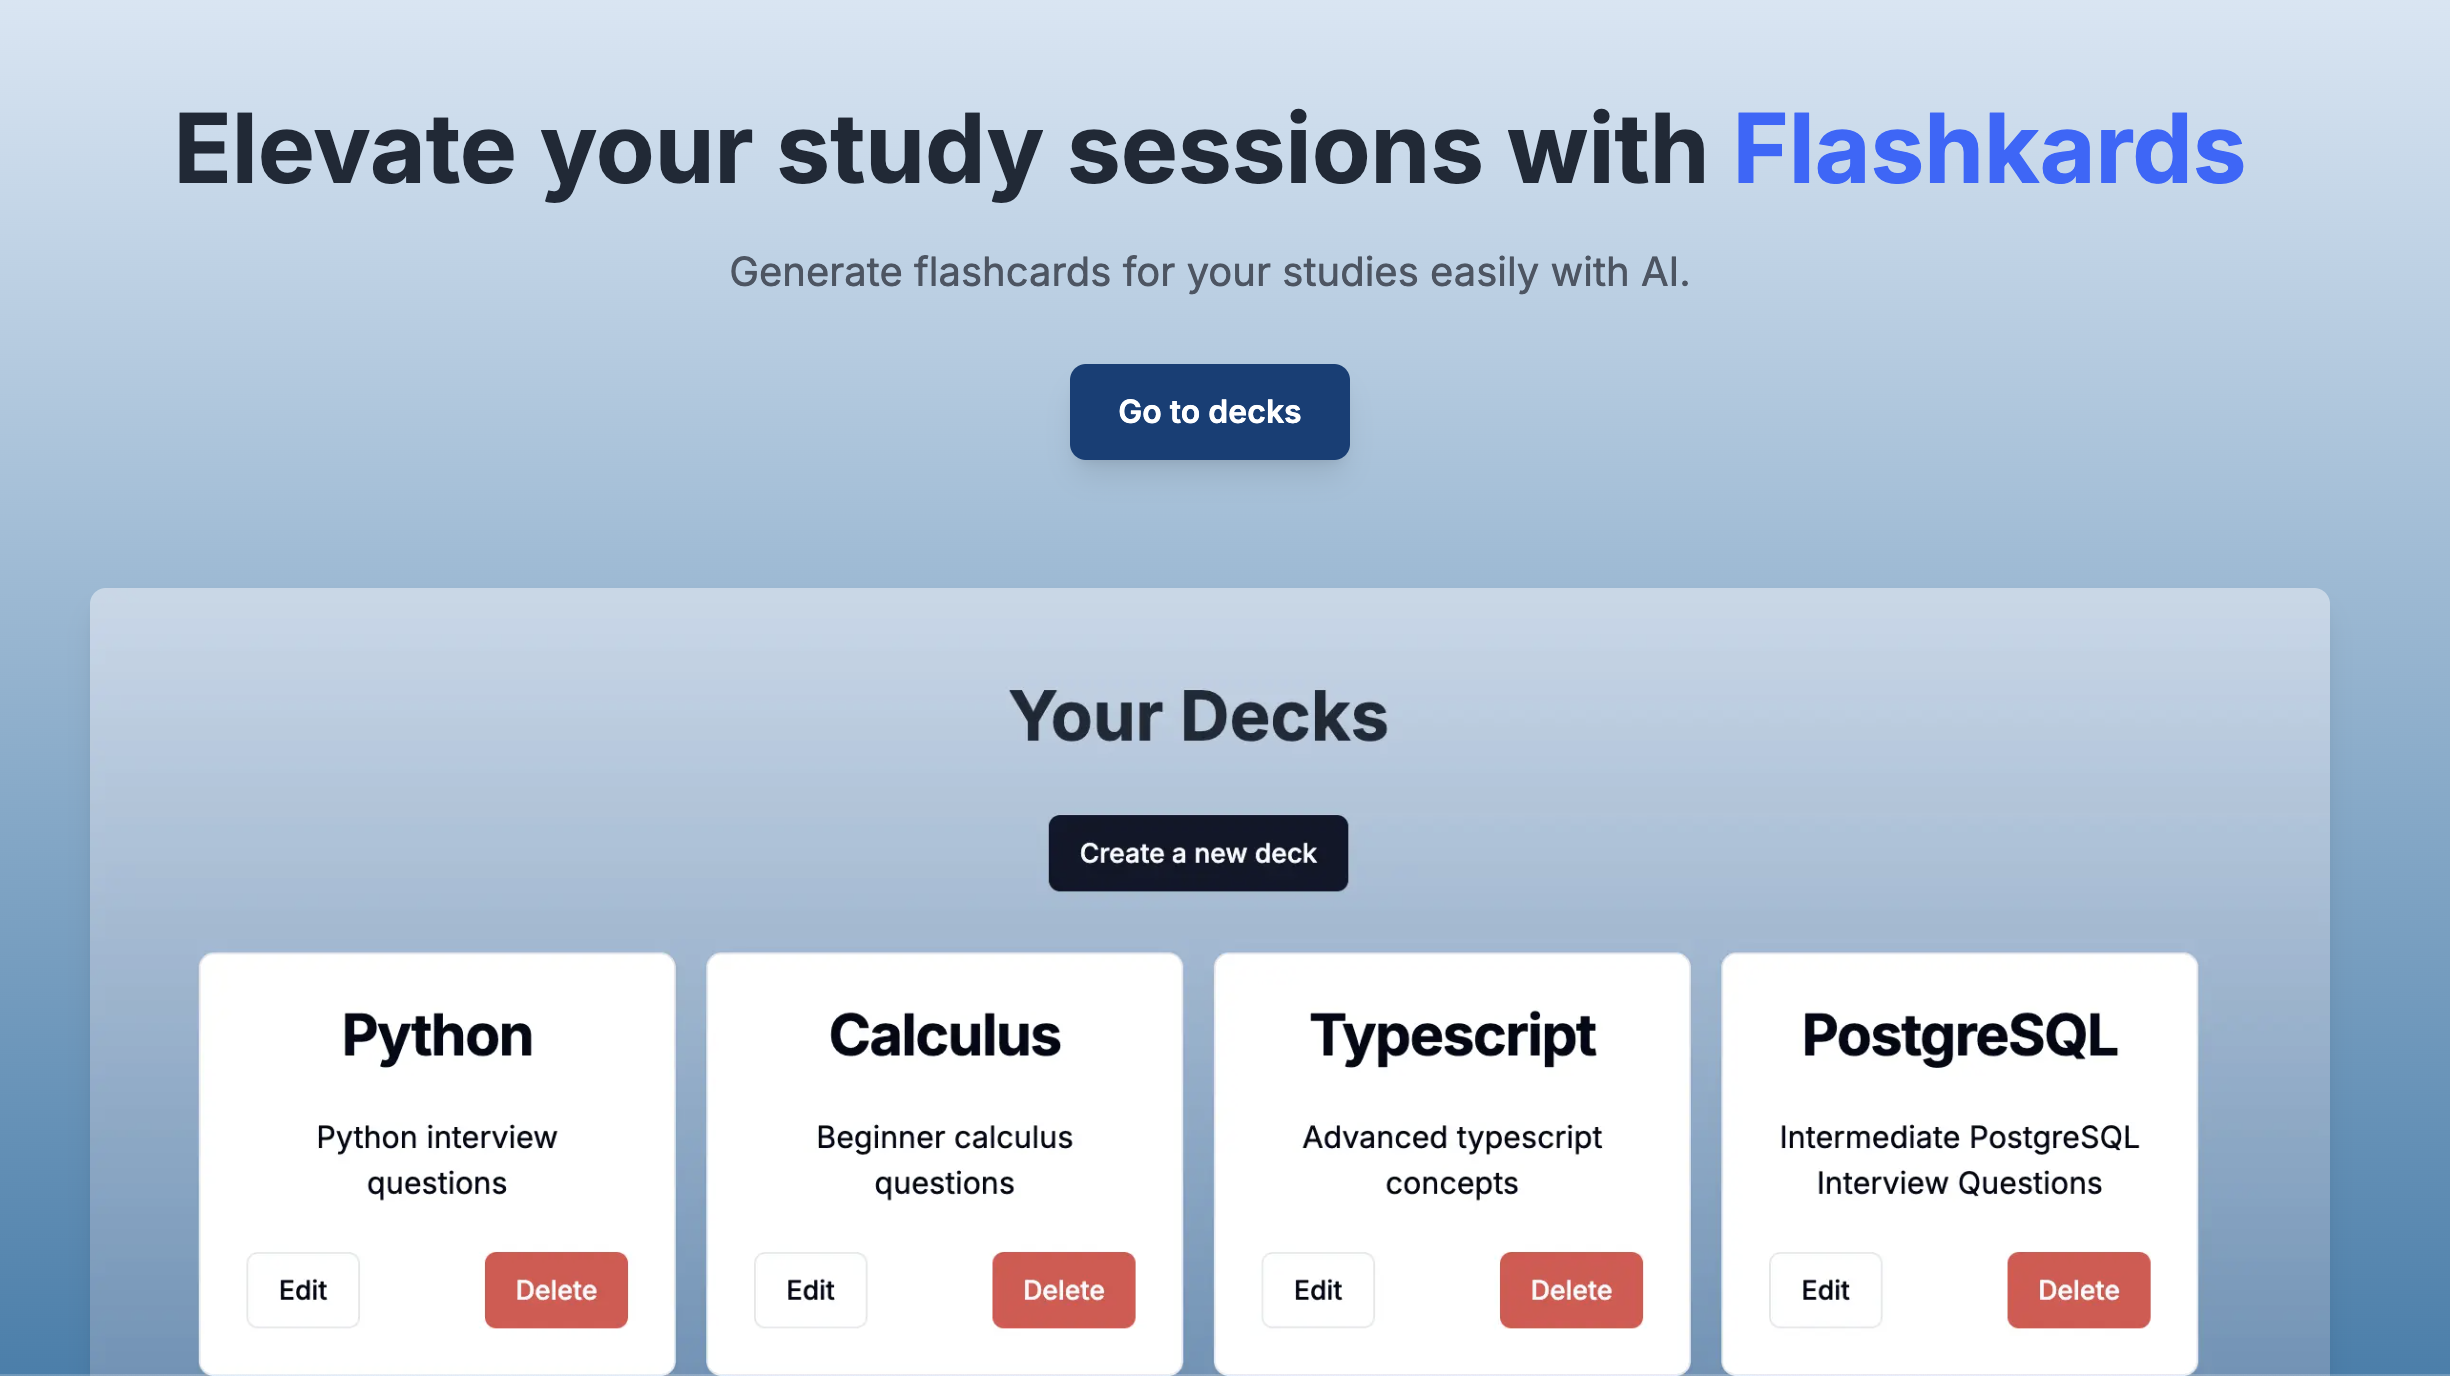 Elevate your study sessions with Flashkards
Generate flashcards for your studies easily with AI.
Go to decks
Your Decks
Create a new deck
Python
Python interview
questions
Edit
Delete
Calculus
Beginner calculus
questions
Edit
Delete
Typescript
Advanced typescript
concepts
Edit
Delete
PostgreSQL
Intermediate PostgreSQL
Interview Questions
Edit
Delete